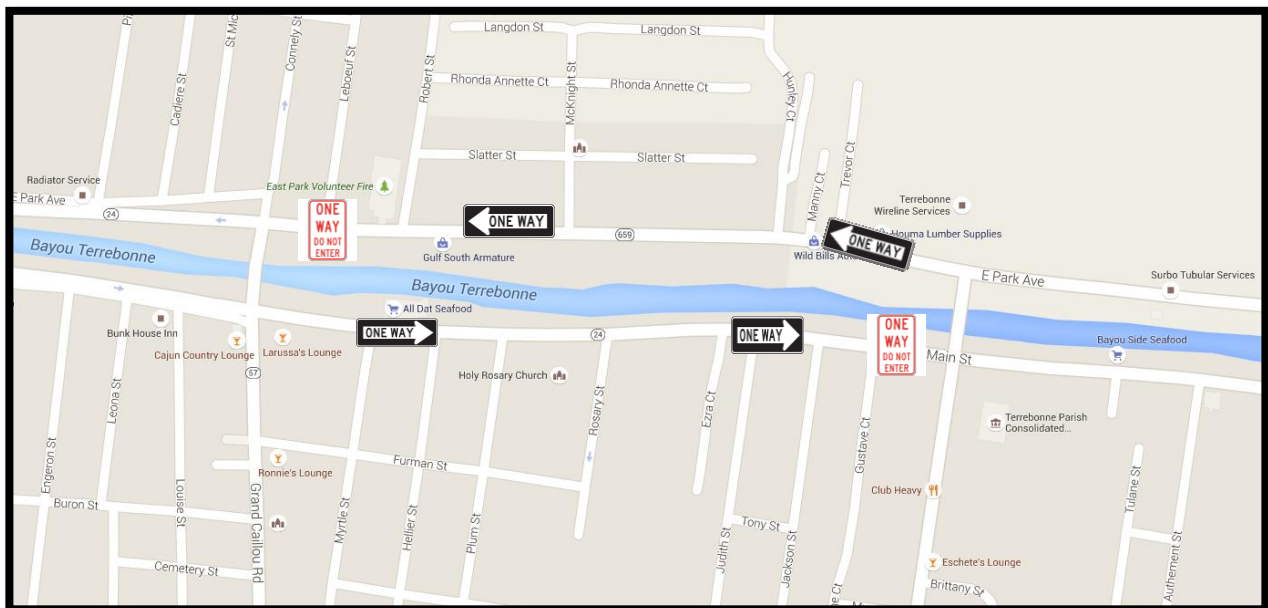 Langdon St
Langdon St
St Mic
Connely St
Cadiere St
Leboeuf St
Robert St
McKnight St
Hunley Ct
Rhonda Annette Ct
Rhonda Annette Ct
Slatter St
Slatter St
Manny Ct
Trevor Ct
Radiator Service
E Park Ave
24
East Park Volunteer Fire
ONE
WAY
DO NOT
ENTER
ONE WAY
659
Gulf South Armature
Terrebonne
Wireline Services
Houma Lumber Supplies
Wild Bills
ONE WAY
E Park Ave
Surbo Tubular Services
Bayou Terrebonne
Bayou Terrebonne
Bunk House Inn
Cajun Country Lounge
Larussa's Lounge
All Dat Seafood
ONE WAY
24
ONE WAY
ONE
WAY
DO NOT
ENTER
Main St
Bayou Side Seafood
57
Holy Rosary Church
Rosary St
Ezra Ct
Gustave Ct
Terrebonne Parish
Consolidated...
Engeron St
Leona St
Louise St
Ronnie's Lounge
Furman St
Buron St
Grand Caillou Rd
Cemetery St
Myrtle St
Hellier St
Plum St
Judith St
Tony St
Jackson St
Club Heavy
Eschete's Lounge
Brittany St
Tulane St
Authement St